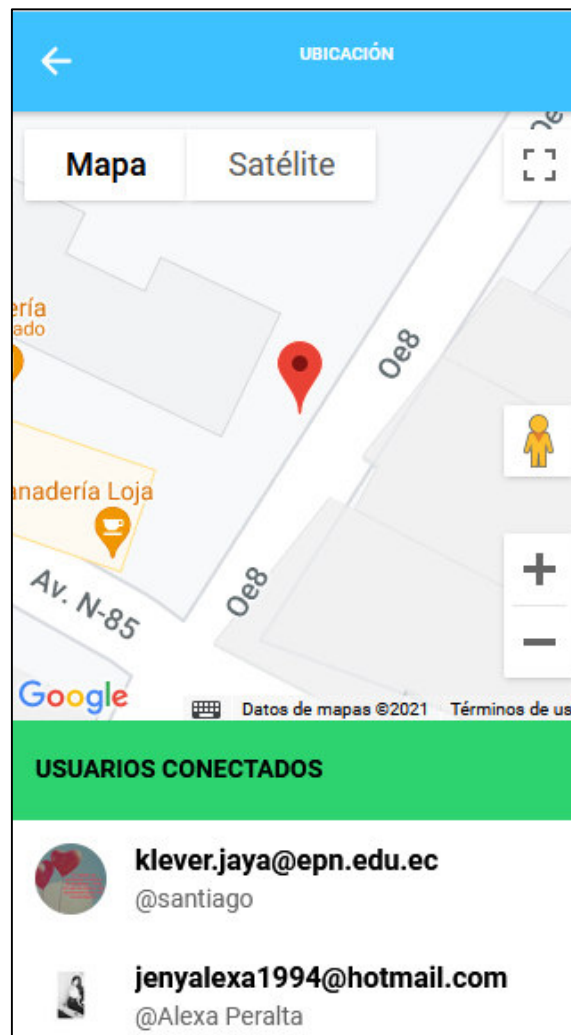 UBICACIÓN
Mapa
Satélite
Oe
ería
ado
Oe8
anadería Loja
Av. N-85
Oe8
Google
Datos de mapas ©2021
Términos de us
USUARIOS CONECTADOS
klever.jaya@epn.edu.ec
@santiago
jenyalexa1994@hotmail.com
@Alexa Peralta